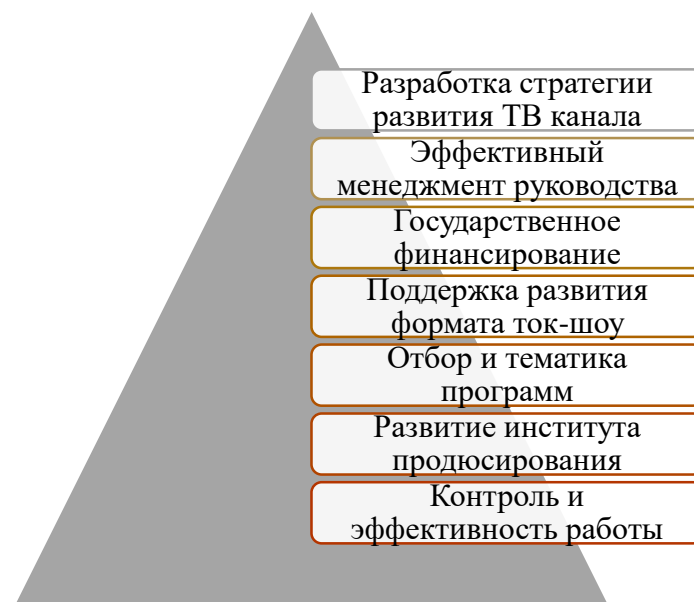 Разработка стратегии
развития ТВ канала
Эффективный
менеджмент руководства
Государственное
финансирование
Поддержка развития
формата ток-шоу
Отбор и тематика
программ
Развитие института
продюсирования
Контроль и
эффективность работы